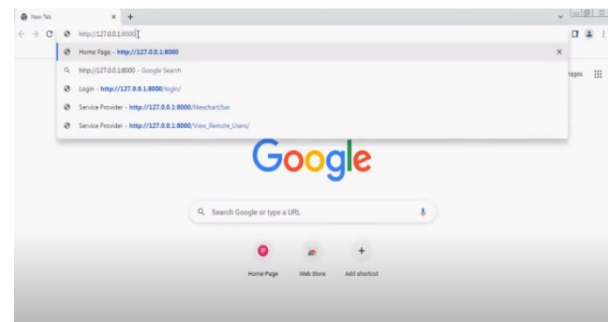 New Tab
http://127.0.0.1:8000
Home Page - http://127.0.0.1:8000
http://127.0.0.1:8000 - Google Search
Login - http://127.0.0.1:8000/login/
Service Provider - http://127.0.0.1:8000/likeschart/bar
Service Provider - http://127.0.0.1:8000/View_Remote_Users/
Google
Search Google or type a URL
Home Page
Web Store
Add shortcut